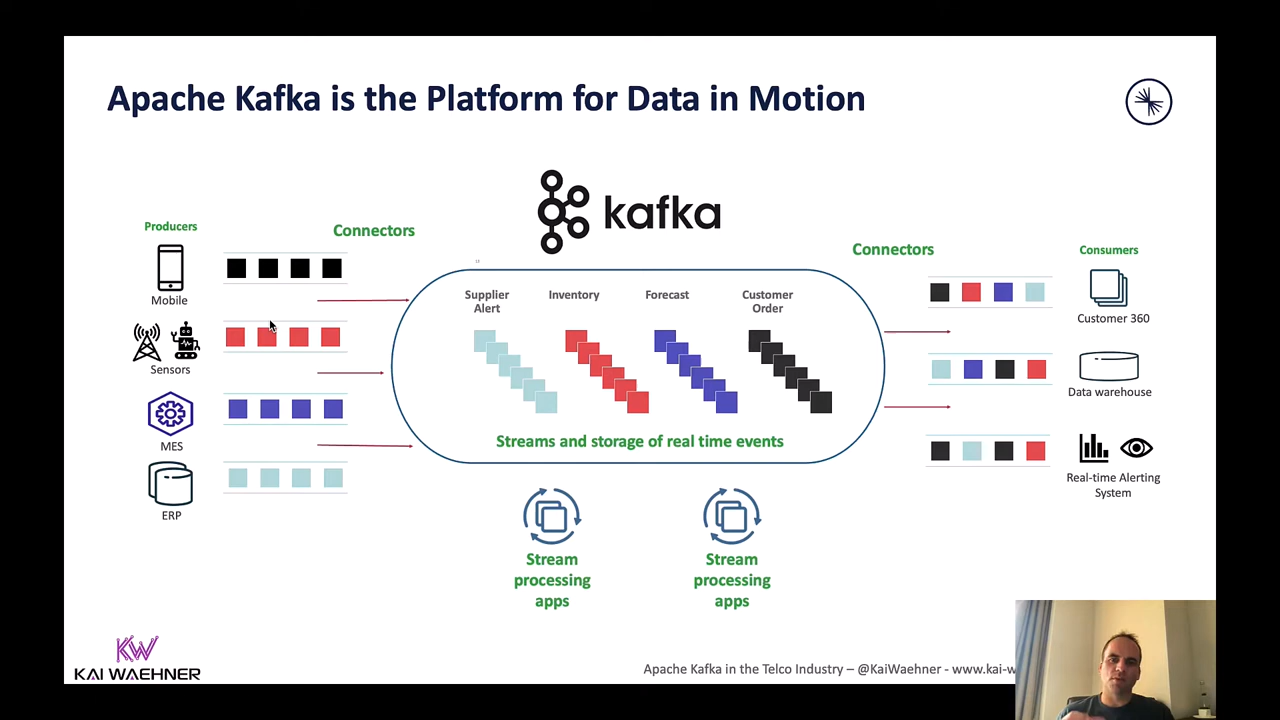 Apache Kafka is the Platform for Data in Motion
kafka
Producers
Connectors
Mobile
Sensors
MES
ERP
Supplier
Alert
Inventory
Forecast
Customer
Order
Streams and storage of real time events
Stream
processing
apps
Stream
processing
apps
Connectors
Consumers
Customer 360
Data warehouse
Real-time Alerting
System
KW
KAI WAEHNER
Apache Kafka in the Telco Industry – @KaiWaehner - www.kai-w